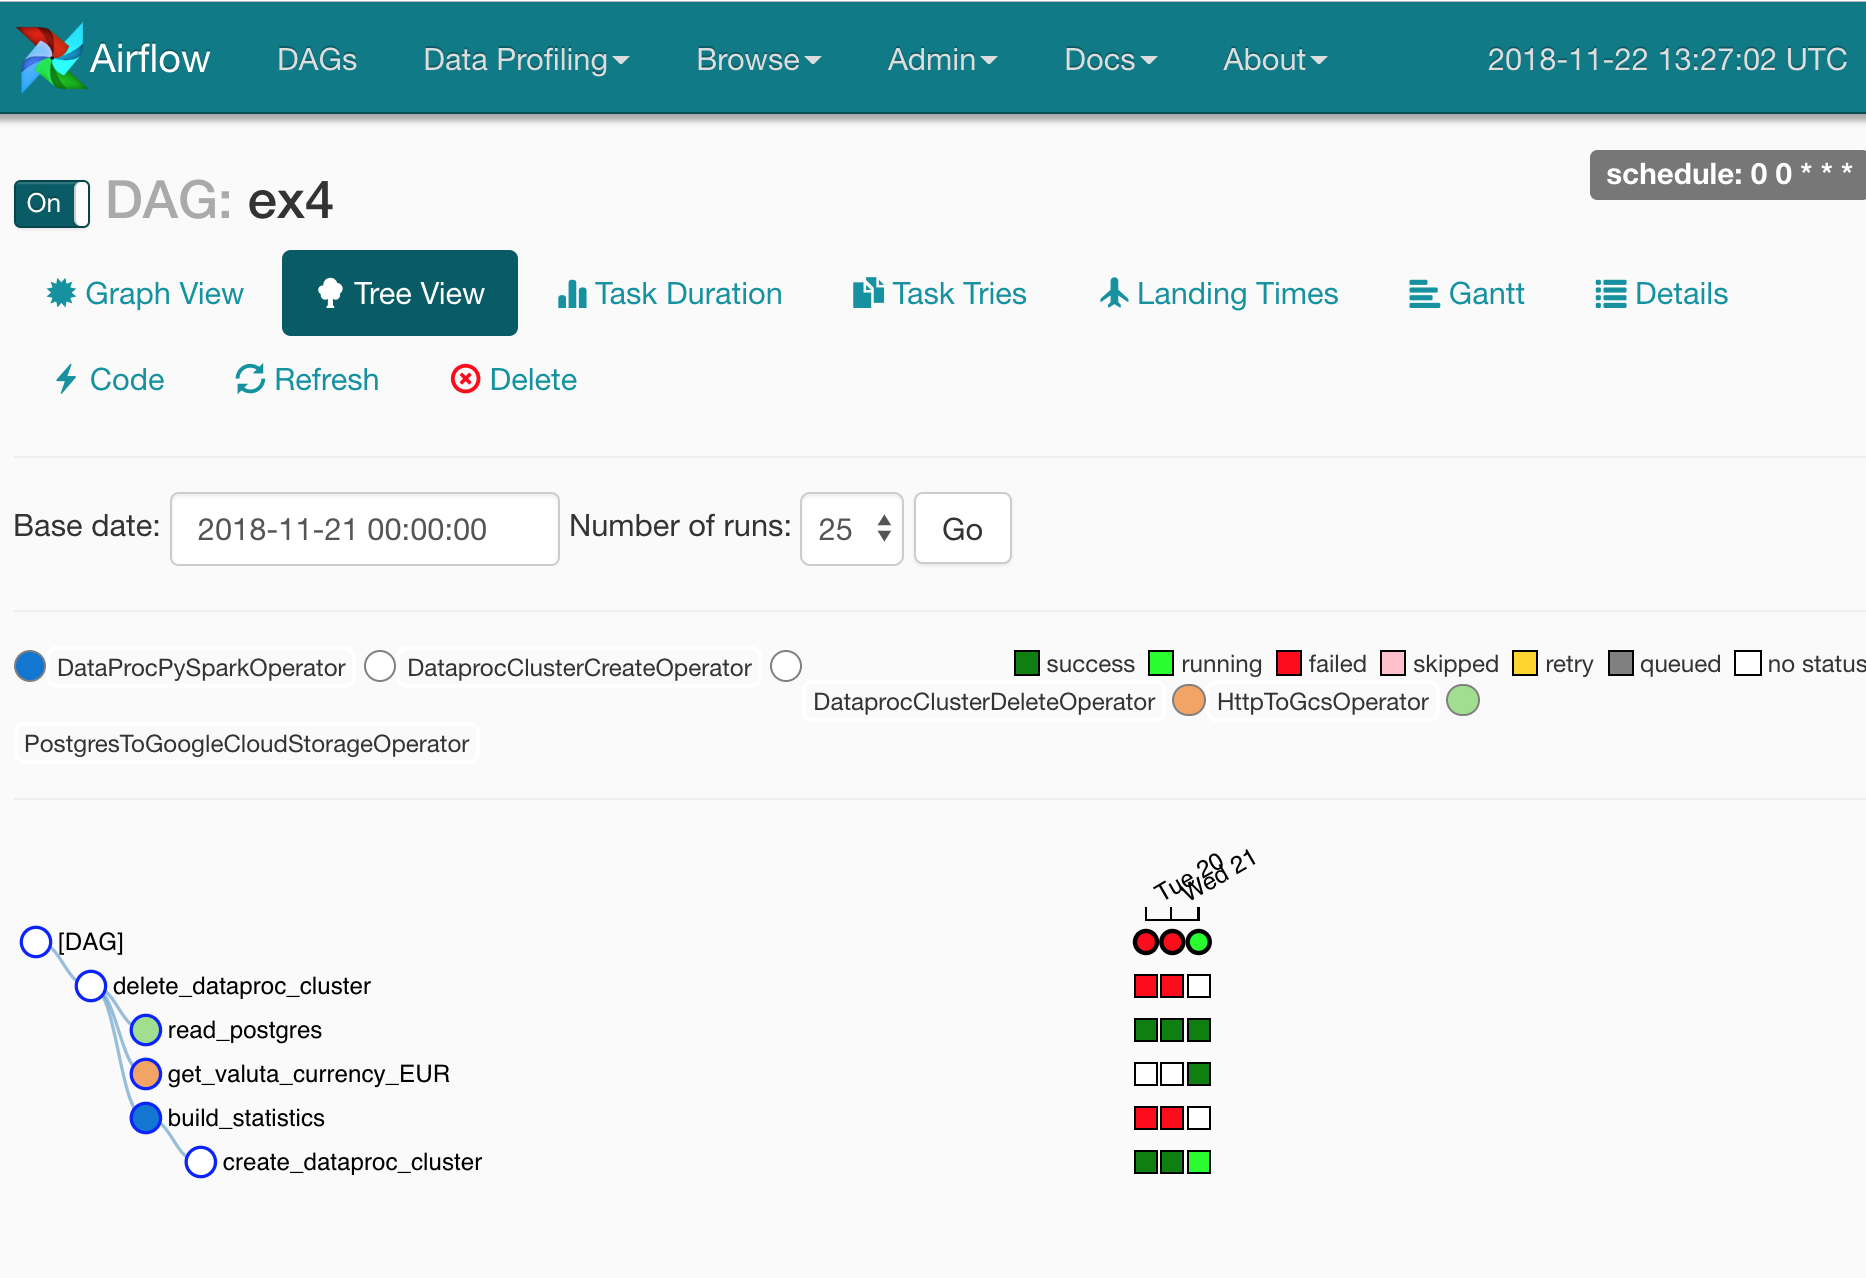 Airflow DAGs Data Profiling Browse Admin Docs About 2018-11-22 13:27:02 UTC
schedule: 0 0 * * *
On DAG: ex4
Graph View Tree View Task Duration Task Tries Landing Times Gantt Details
Code Refresh Delete
Base date: 2018-11-21 00:00:00 Number of runs: 25 Go
DataProcPySparkOperator DataprocClusterCreateOperator success running failed skipped retry queued no status
DataprocClusterDeleteOperator HttpToGcsOperator
PostgresToGoogleCloudStorageOperator
Tue 20
Wed 21
[DAG]
delete_dataproc_cluster
read_postgres
get_valuta_currency_EUR
build_statistics
create_dataproc_cluster